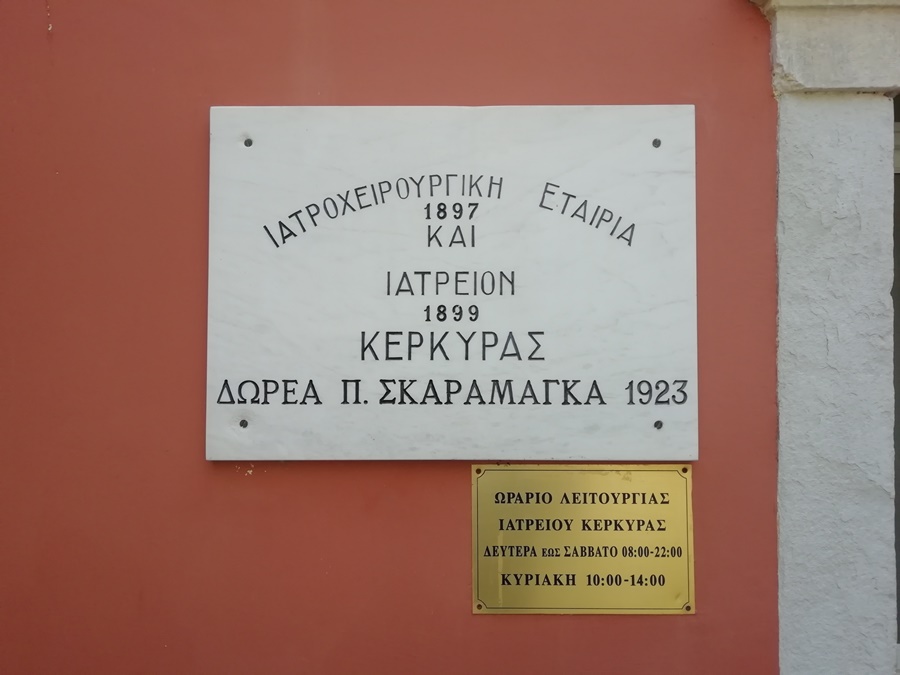 ΙΑΤΡΟΧΕΙΡΟΥΡΓΙΚΗ ΕΤΑΙΡΙΑ
1897
ΚΑΙ
ΙΑΤΡΕΙΟΝ
1899
ΚΕΡΚΥΡΑΣ
ΔΩΡΕΑ Π. ΣΚΑΡΑΜΑΓΚΑ 1923
ΩΡΑΡΙΟ ΛΕΙΤΟΥΡΓΙΑΣ
ΙΑΤΡΕΙΟΥ ΚΕΡΚΥΡΑΣ
ΔΕΥΤΕΡΑ ΕΩΣ ΣΑΒΒΑΤΟ 08:00-22:00
ΚΥΡΙΑΚΗ 10:00-14:00